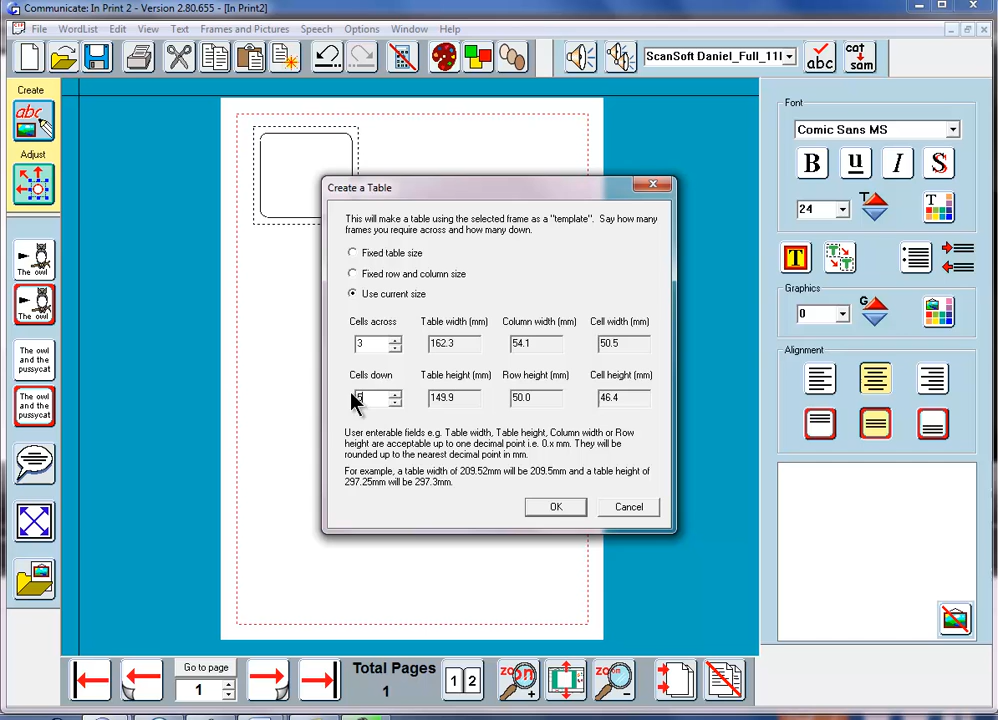 Communicate: In Print 2 - Version 2.80.655 - [In Print2]
File WordList Edit View Text Frames and Pictures Speech Options Window Help
ScanSoft Daniel_Full_11
abc
cat
sam
Create
abc
Adjust
The owl
The owl
The owl
and the
pussycat
The owl
and the
pussycat
Create a Table
This will make a table using the selected frame as a "template". Say how many
frames you require across and how many down.
Fixed table size
Fixed row and column size
Use current size
Cells across Table width (mm) Column width (mm) Cell width (mm)
3 162.3 54.1 50.5
Cells down Table height (mm) Row height (mm) Cell height (mm)
5 149.9 50.0 46.4
User enterable fields e.g. Table width, Table height, Column width or Row
height are acceptable up to one decimal point i.e. 0.x mm. They will be
rounded up to the nearest decimal point in mm.
For example, a table width of 209.52mm will be 209.5mm and a table height of
297.25mm will be 297.3mm.
OK Cancel
Font
Comic Sans MS
B u I S
24 T T
T
Graphics
0 G
Alignment
Go to page
1
Total Pages
1
1 2
zoom
+
zoom
-